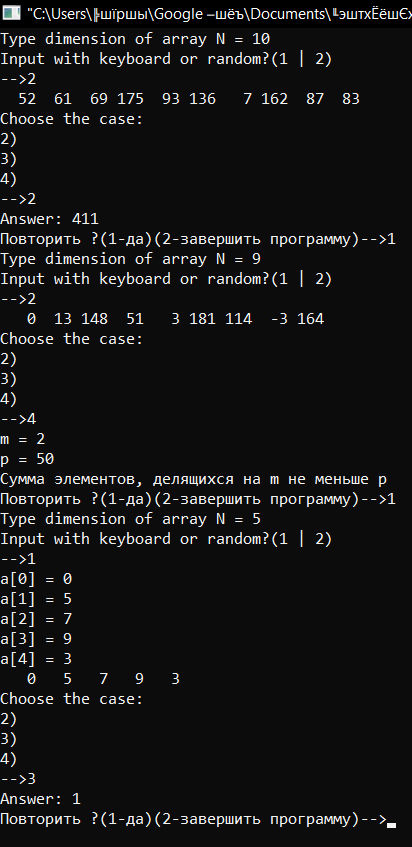 "C:\Users\╠шїршы\Google –шёъ\Documents\╙эштхЁёшЄх
Type dimension of array N = 10
Input with keyboard or random?(1 | 2)
-->2
52 61 69 175 93 136 7 162 87 83
Choose the case:
2)
3)
4)
-->2
Answer: 411
Повторить ?(1-да)(2-завершить программу)-->1
Type dimension of array N = 9
Input with keyboard or random?(1 | 2)
-->2
0 13 148 51 3 181 114 -3 164
Choose the case:
2)
3)
4)
-->4
m = 2
p = 50
Сумма элементов, делящихся на m не меньше p
Повторить ?(1-да)(2-завершить программу)-->1
Type dimension of array N = 5
Input with keyboard or random?(1 | 2)
-->1
a[0] = 0
a[1] = 5
a[2] = 7
a[3] = 9
a[4] = 3
0 5 7 9 3
Choose the case:
2)
3)
4)
-->3
Answer: 1
Повторить ?(1-да)(2-завершить программу)-->